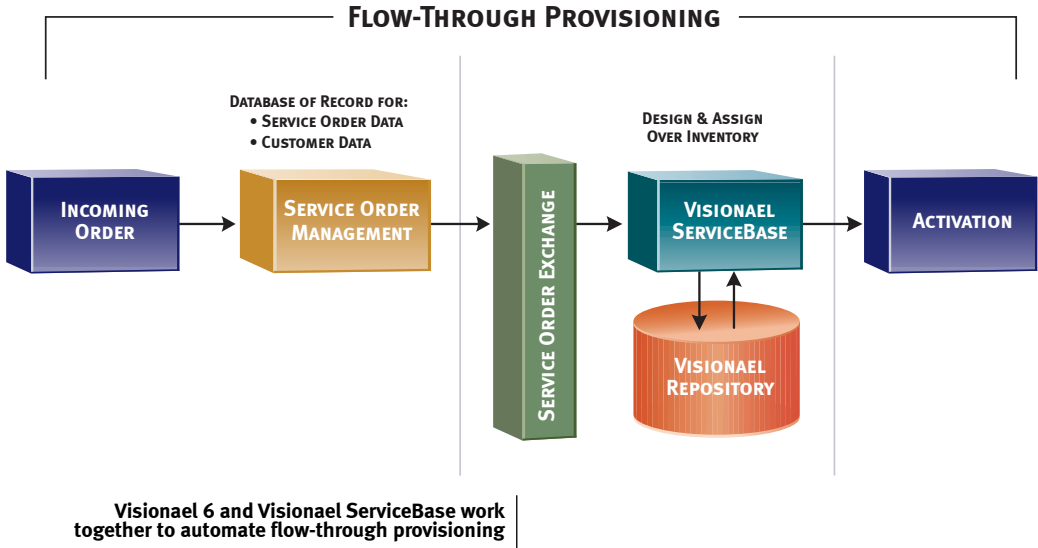 FLOW-THROUGH PROVISIONING
DATABASE OF RECORD FOR:
• SERVICE ORDER DATA
• CUSTOMER DATA
DESIGN & ASSIGN
OVER INVENTORY
INCOMING
ORDER
SERVICE ORDER
MANAGEMENT
SERVICE ORDER EXCHANGE
VISIONAEL
SERVICEBASE
ACTIVATION
VISIONAEL
REPOSITORY
Visionael 6 and Visionael ServiceBase work
together to automate flow-through provisioning